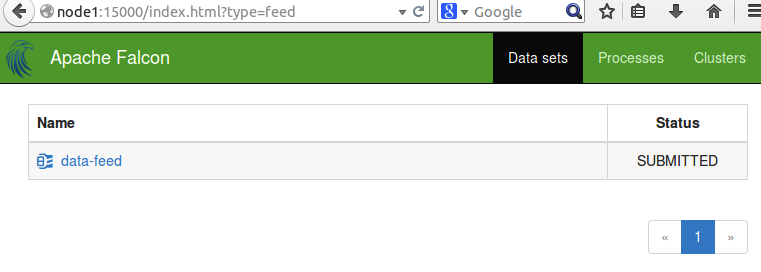 node1:15000/index.html?type=feed
Google
Apache Falcon
Data sets
Processes
Clusters
Name
Status
data-feed
SUBMITTED
« 1 »